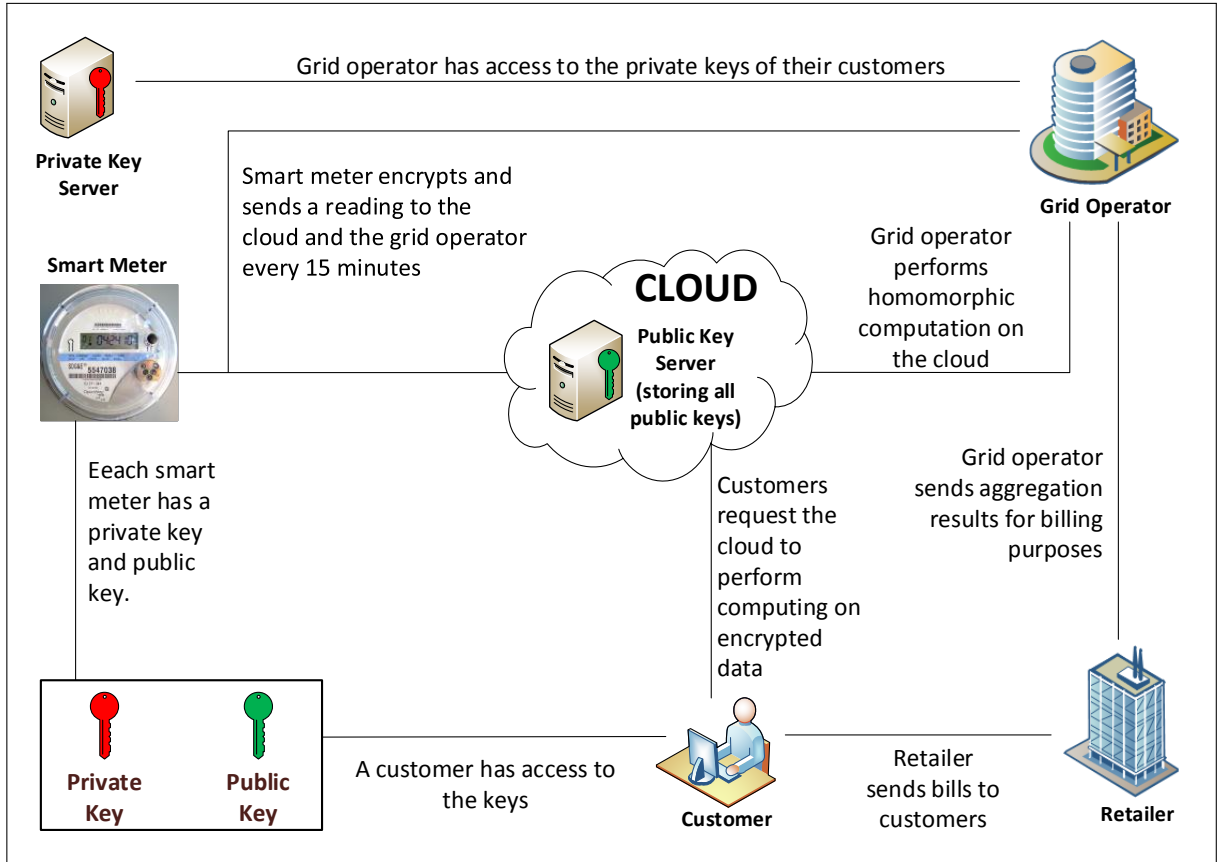 Grid operator has access to the private keys of their customers
Private Key
Server
Grid Operator
Smart meter encrypts and
sends a reading to the
cloud and the grid operator
every 15 minutes
Smart Meter
5547038
CLOUD
Public Key
Server
(storing all
public keys)
Grid operator
performs
homomorphic
computation on
the cloud
Eeach smart
meter has a
private key
and public
key.
Customers
request the
cloud to
perform
computing on
encrypted
data
Grid operator
sends aggregation
results for billing
purposes
Private
Key
Public
Key
A customer has access to
the keys
Customer
Retailer
sends bills to
customers
Retailer